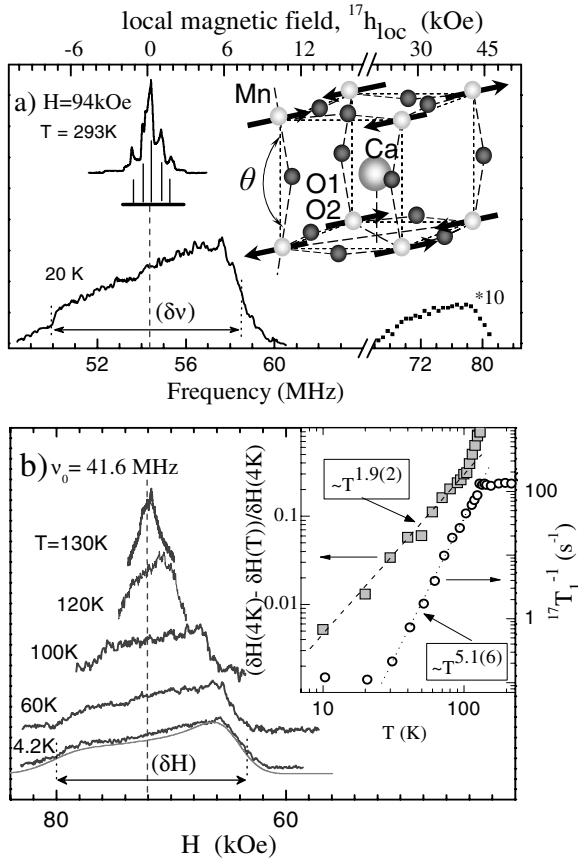 local magnetic field, ¹⁷h_loc (kOe)
-6 0 6 12 30 42
a) H=94kOe
T = 293K
Mn
Ca
θ
O1
O2
20 K
*10
(δν)
52 56 60 72 78 84
Frequency (MHz)
b) ν₀= 41.6 MHz
T=130K
120K
100K
60K
4.2K
(δH)
80 60
H (kOe)
(δH(4K) - δH(T))/δH(4K)
0.1
0.01
~T^1.9(2)
~T^5.1(6)
10 100
T (K)
100
1
¹⁷T₁⁻¹ (s⁻¹)